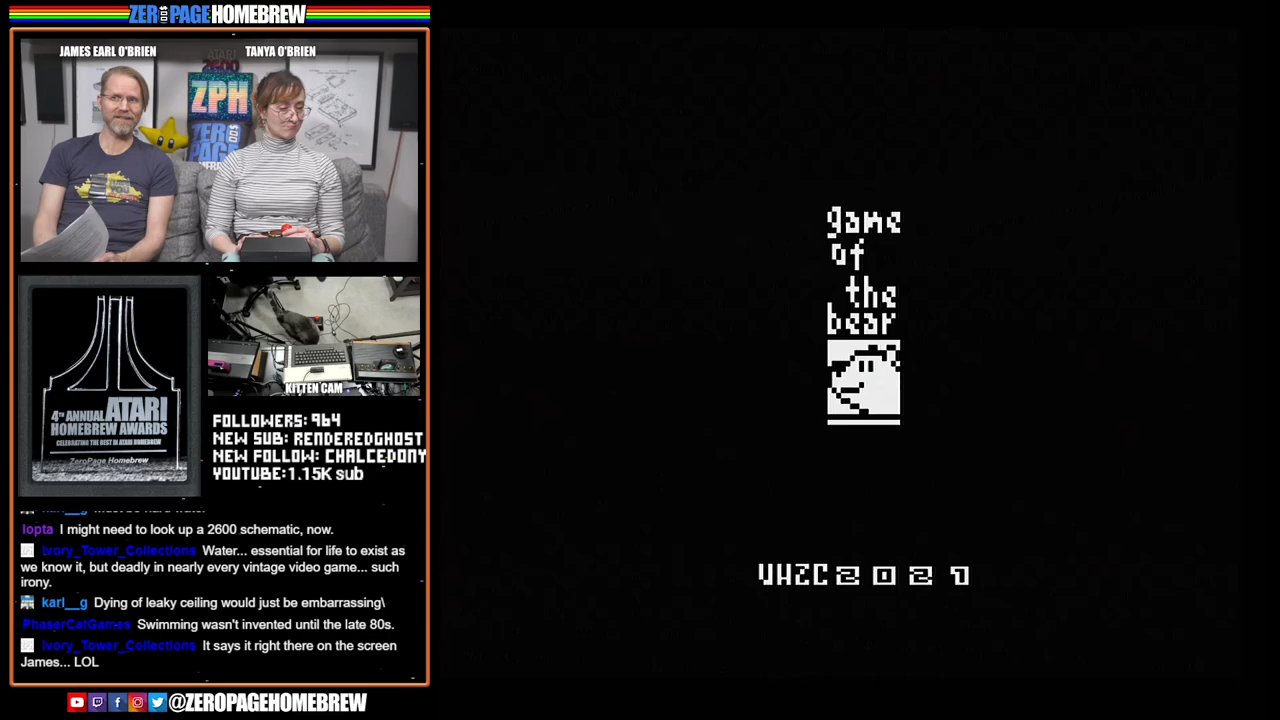 ZEROPAGE HOMEBREW
JAMES EARL O'BRIEN
TANYA O'BRIEN
ATARI
2600
ZPH
ZERO
PAGE
4TH ANNUAL ATARI
HOMEBREW AWARDS
CELEBRATING THE BEST IN ATARI HOMEBREW
ZeroPage Homebrew
KITTEN CAM
FOLLOWERS: 964
NEW SUB: RENDEREDGHOST
NEW FOLLOW: CHALCEDONY
YOUTUBE: 1.15K sub
lopta I might need to look up a 2600 schematic, now.
Ivory_Tower_Collections Water... essential for life to exist as
we know it, but deadly in nearly every vintage video game... such
irony.
karl__g Dying of leaky ceiling would just be embarrassing\
PhaserCatGames Swimming wasn't invented until the late 80s.
Ivory_Tower_Collections It says it right there on the screen
James... LOL
@ZEROPAGEHOMEBREW
game
of
the
bear
VHZC2021